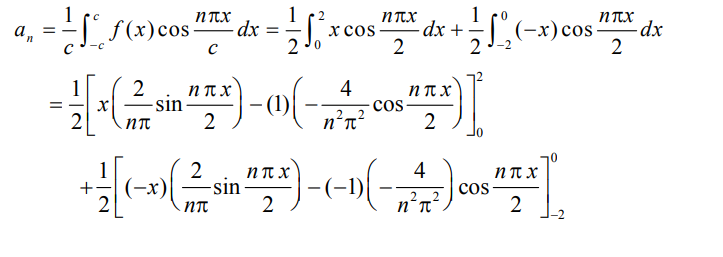 $a_n = \frac{1}{c}\int_{-c}^{c} f(x)\cos\frac{n\pi x}{c}dx = \frac{1}{2}\int_{0}^{2} x\cos\frac{n\pi x}{2}dx + \frac{1}{2}\int_{-2}^{0}(-x)\cos\frac{n\pi x}{2}dx$
$= \frac{1}{2}\left[x\left(\frac{2}{n\pi}\sin\frac{n\pi x}{2}\right) - (1)\left(-\frac{4}{n^2\pi^2}\cos\frac{n\pi x}{2}\right)\right]_{0}^{2}$
$+ \frac{1}{2}\left[(-x)\left(\frac{2}{n\pi}\sin\frac{n\pi x}{2}\right) - (-1)\left(-\frac{4}{n^2\pi^2}\right)\cos\frac{n\pi x}{2}\right]_{-2}^{0}$